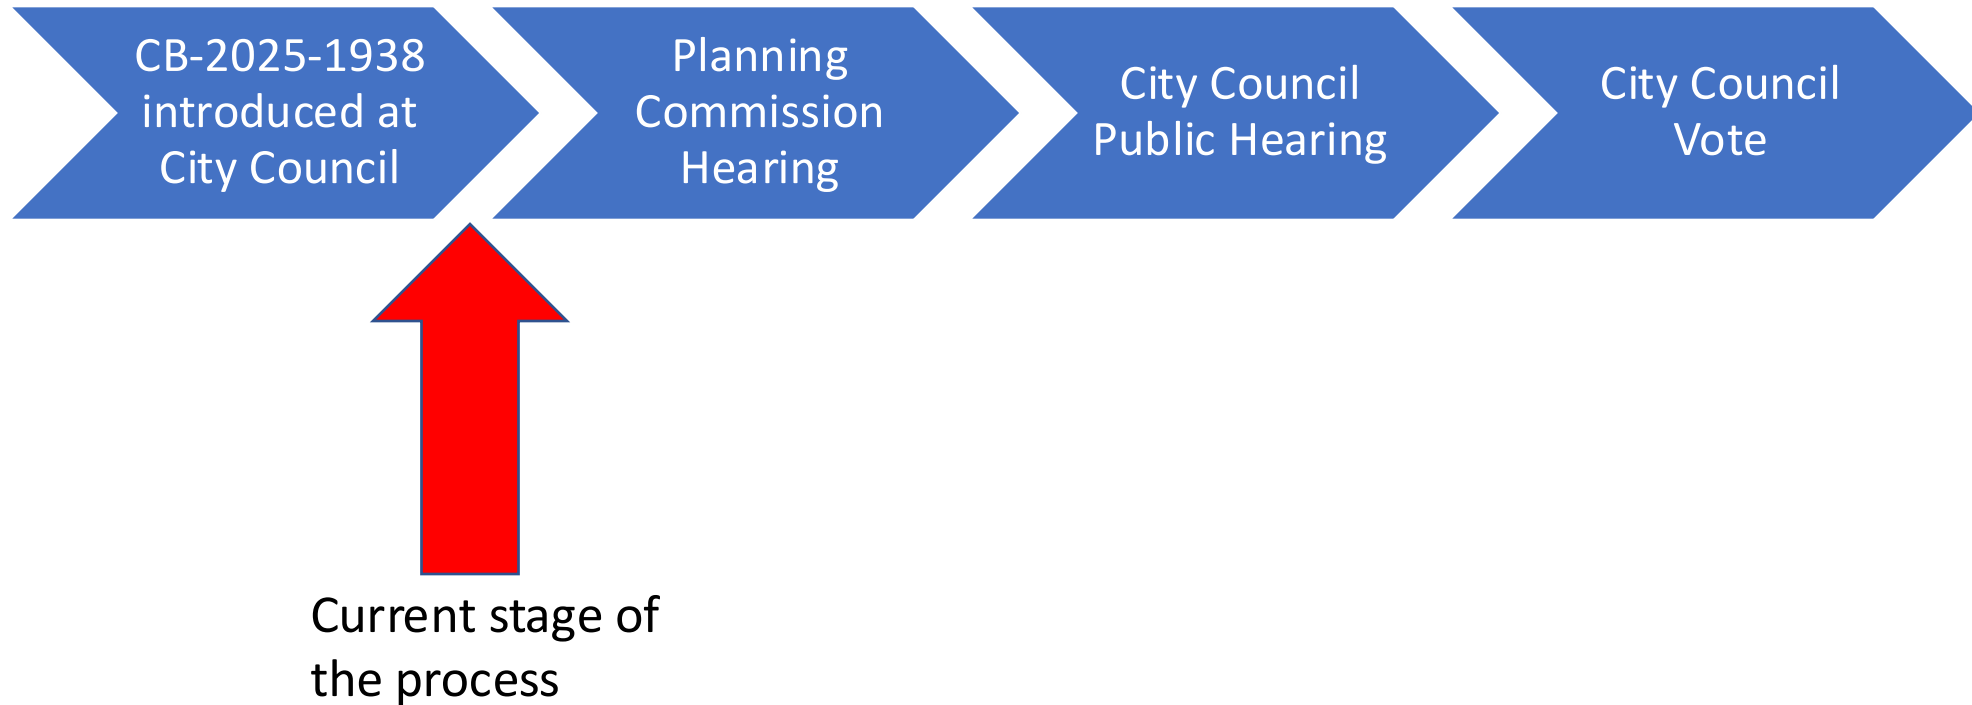 CB-2025-1938
introduced at
City Council
Planning
Commission
Hearing
City Council
Public Hearing
City Council
Vote
Current stage of
the process